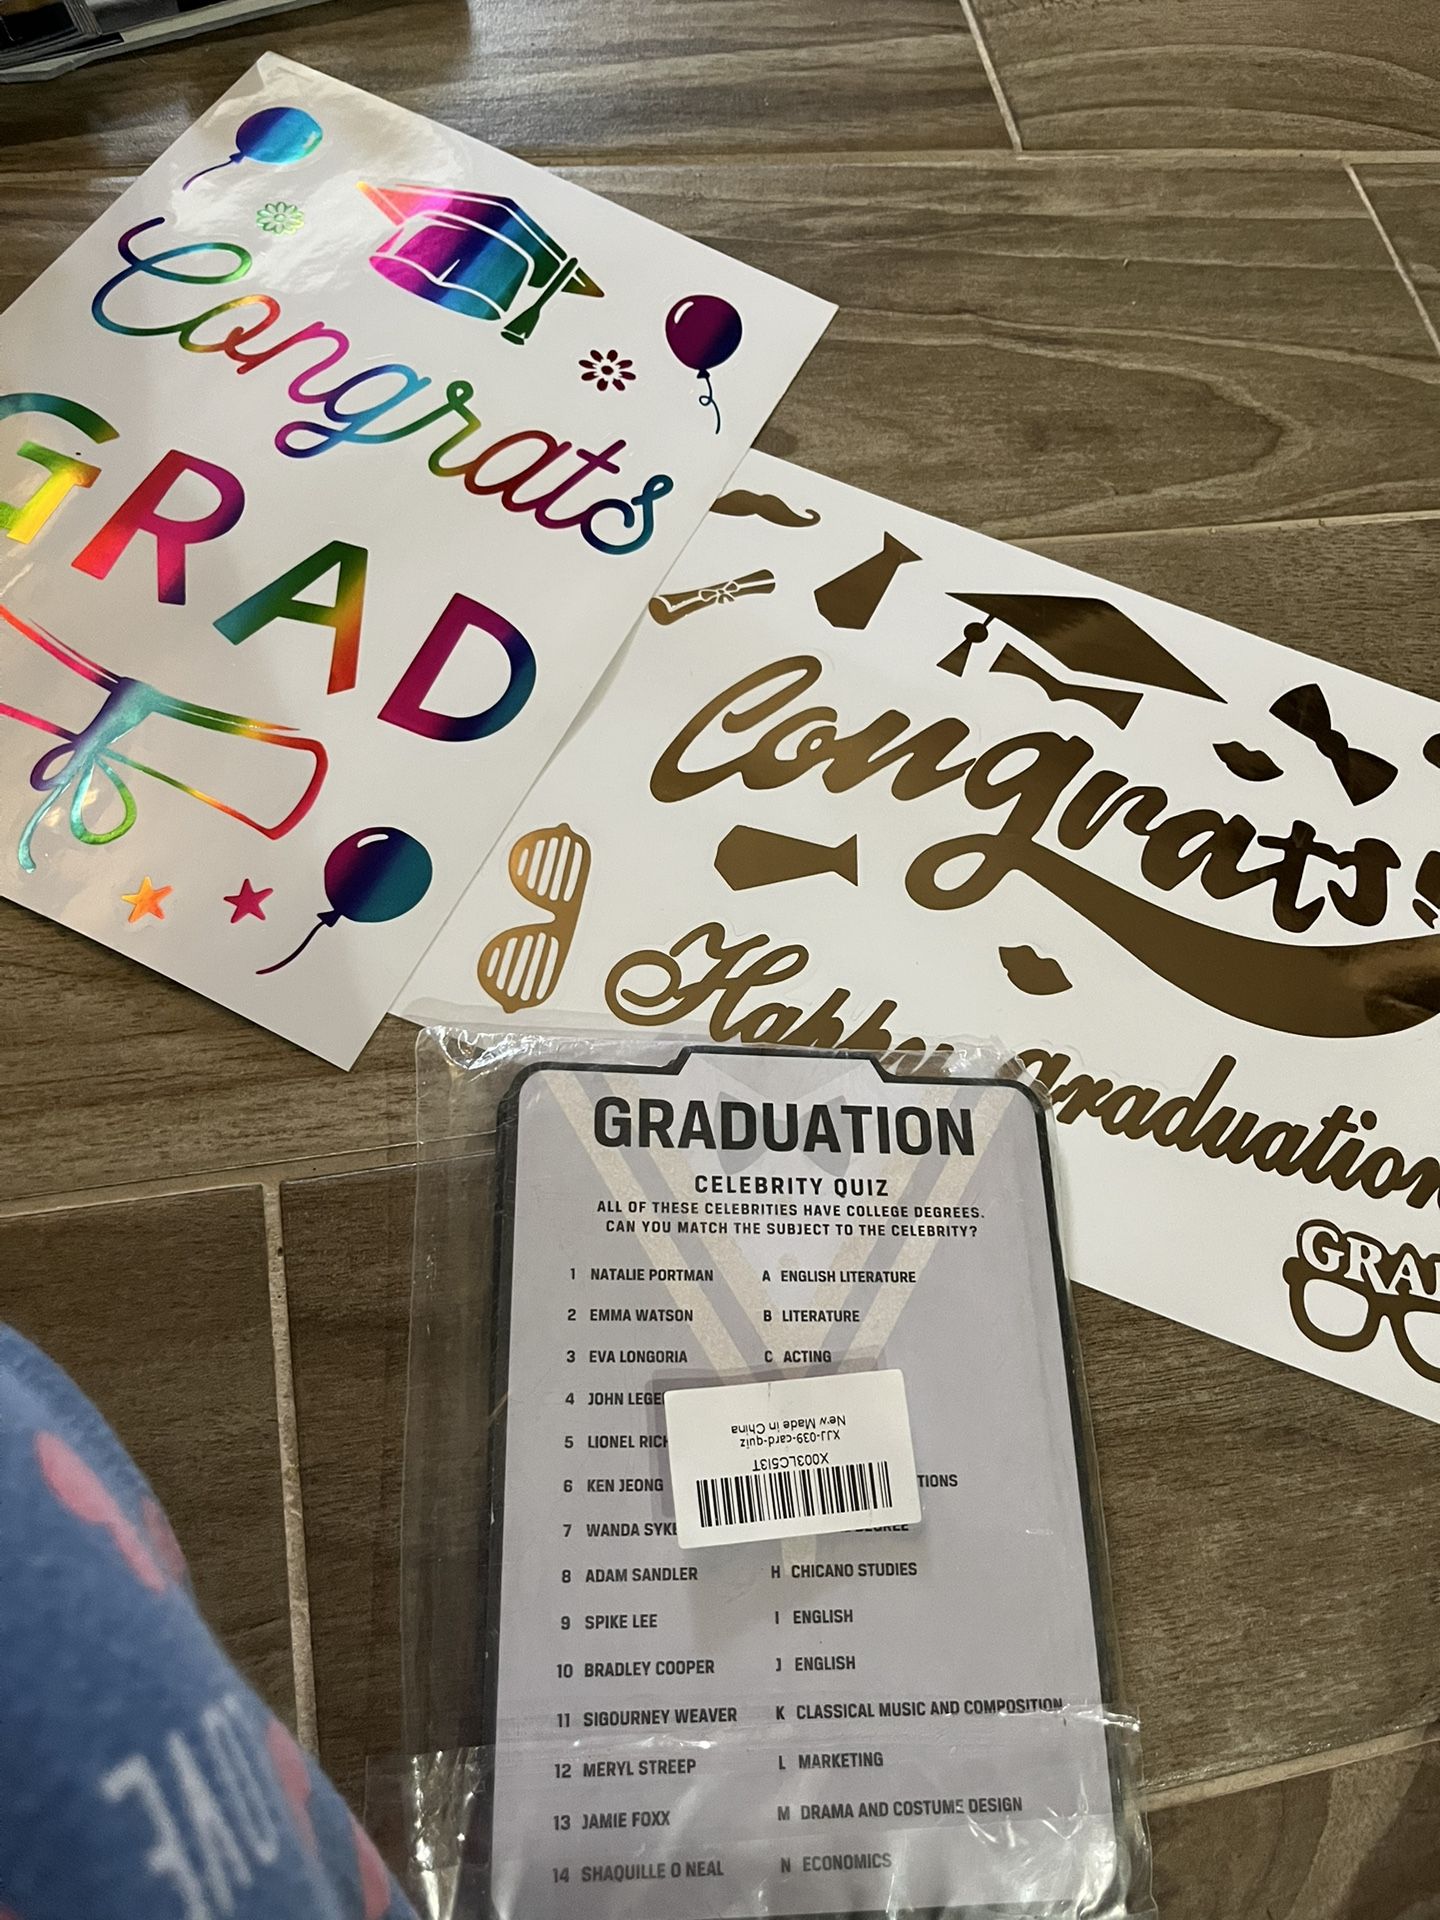 Congrats
GRAD
Congrats!
Happy graduation
GRADUATION
CELEBRITY QUIZ
ALL OF THESE CELEBRITIES HAVE COLLEGE DEGREES.
CAN YOU MATCH THE SUBJECT TO THE CELEBRITY?
1 NATALIE PORTMAN A ENGLISH LITERATURE
2 EMMA WATSON B LITERATURE
3 EVA LONGORIA C ACTING
4 JOHN
5 LIONEL
6 KEN JEONG
7 WANDA
8 ADAM SANDLER H CHICANO STUDIES
9 SPIKE LEE I ENGLISH
10 BRADLEY COOPER J ENGLISH
11 SIGOURNEY WEAVER K CLASSICAL MUSIC AND COMPOSITION
12 MERYL STREEP L MARKETING
13 JAMIE FOXX M DRAMA AND COSTUME DESIGN
14 SHAQUILLE O NEAL N ECONOMICS
X003LC5I3T
XJJ-039-card-quiz
New Made in China
LOVE